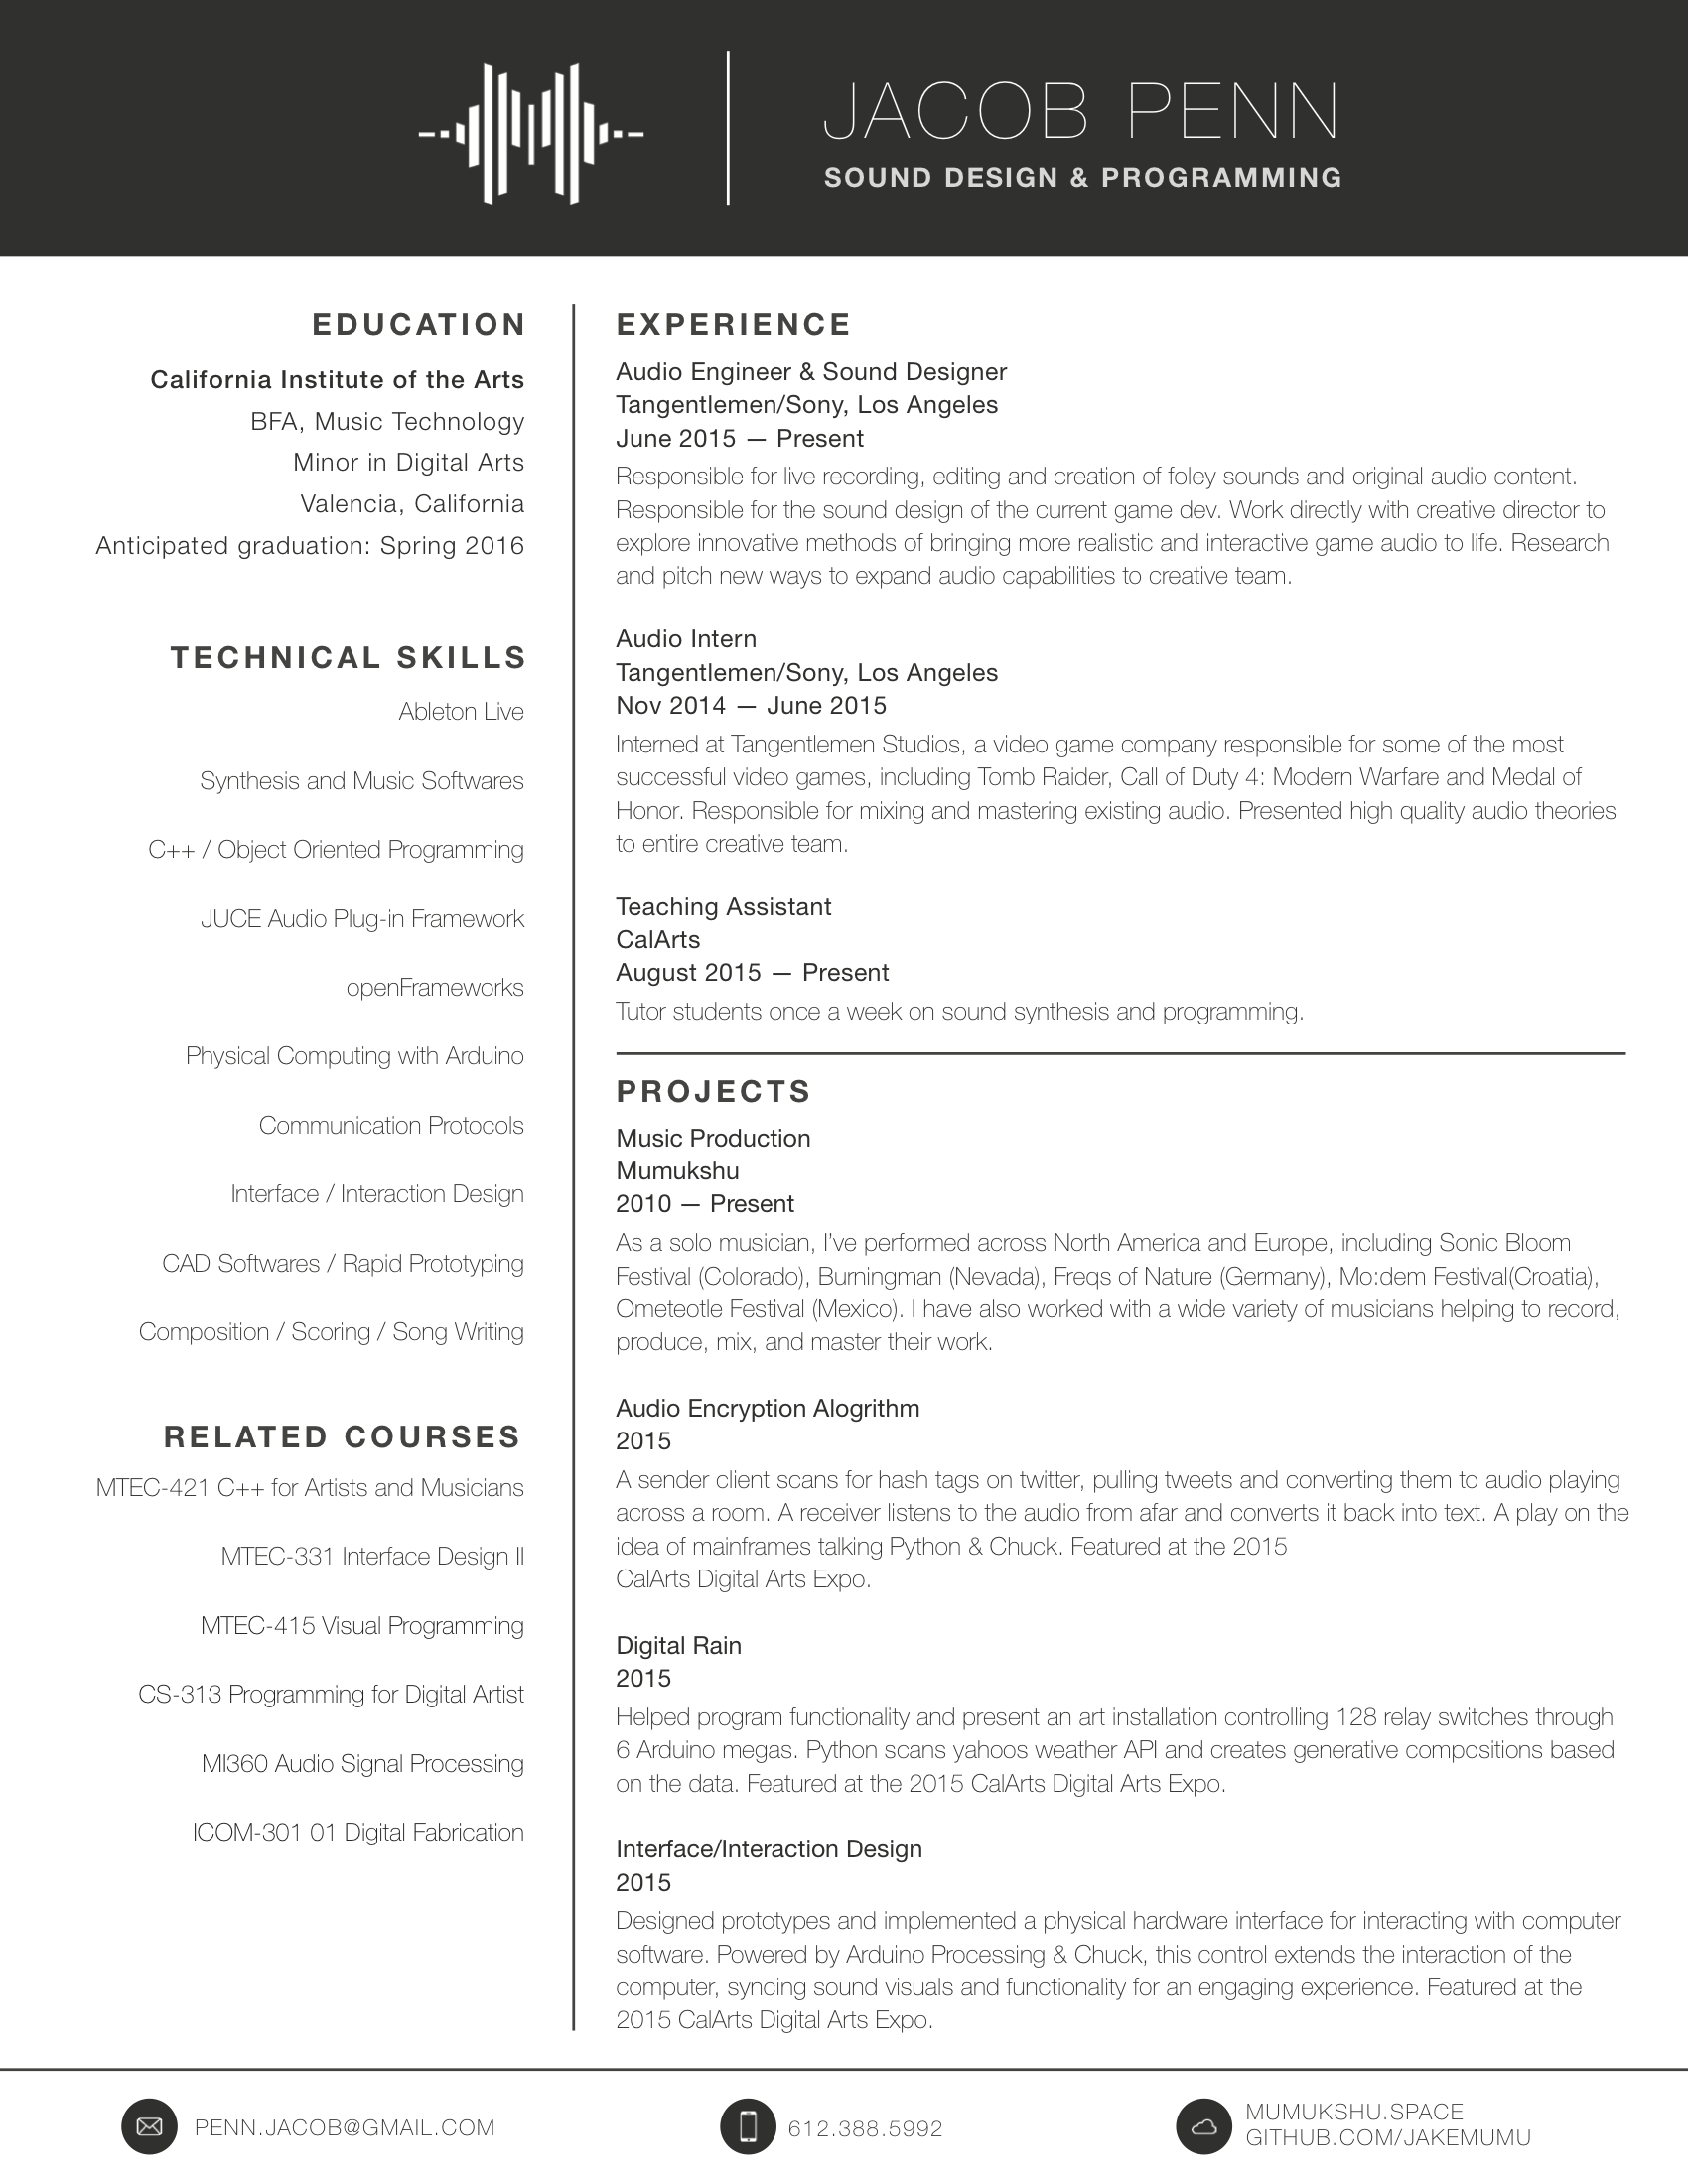 JACOB PENN
SOUND DESIGN & PROGRAMMING
EDUCATION
California Institute of the Arts
BFA, Music Technology
Minor in Digital Arts
Valencia, California
Anticipated graduation: Spring 2016
TECHNICAL SKILLS
Ableton Live
Synthesis and Music Softwares
C++ / Object Oriented Programming
JUCE Audio Plug-in Framework
openFrameworks
Physical Computing with Arduino
Communication Protocols
Interface / Interaction Design
CAD Softwares / Rapid Prototyping
Composition / Scoring / Song Writing
RELATED COURSES
MTEC-421 C++ for Artists and Musicians
MTEC-331 Interface Design II
MTEC-415 Visual Programming
CS-313 Programming for Digital Artist
MI360 Audio Signal Processing
ICOM-301 01 Digital Fabrication
EXPERIENCE
Audio Engineer & Sound Designer
Tangentlemen/Sony, Los Angeles
June 2015 — Present
Responsible for live recording, editing and creation of foley sounds and original audio content.
Responsible for the sound design of the current game dev. Work directly with creative director to
explore innovative methods of bringing more realistic and interactive game audio to life. Research
and pitch new ways to expand audio capabilities to creative team.
Audio Intern
Tangentlemen/Sony, Los Angeles
Nov 2014 — June 2015
Interned at Tangentlemen Studios, a video game company responsible for some of the most
successful video games, including Tomb Raider, Call of Duty 4: Modern Warfare and Medal of
Honor. Responsible for mixing and mastering existing audio. Presented high quality audio theories
to entire creative team.
Teaching Assistant
CalArts
August 2015 — Present
Tutor students once a week on sound synthesis and programming.
PROJECTS
Music Production
Mumukshu
2010 — Present
As a solo musician, I've performed across North America and Europe, including Sonic Bloom
Festival (Colorado), Burningman (Nevada), Freqs of Nature (Germany), Mo:dem Festival(Croatia),
Ometeotle Festival (Mexico). I have also worked with a wide variety of musicians helping to record,
produce, mix, and master their work.
Audio Encryption Alogrithm
2015
A sender client scans for hash tags on twitter, pulling tweets and converting them to audio playing
across a room. A receiver listens to the audio from afar and converts it back into text. A play on the
idea of mainframes talking Python & Chuck. Featured at the 2015
CalArts Digital Arts Expo.
Digital Rain
2015
Helped program functionality and present an art installation controlling 128 relay switches through
6 Arduino megas. Python scans yahoos weather API and creates generative compositions based
on the data. Featured at the 2015 CalArts Digital Arts Expo.
Interface/Interaction Design
2015
Designed prototypes and implemented a physical hardware interface for interacting with computer
software. Powered by Arduino Processing & Chuck, this control extends the interaction of the
computer, syncing sound visuals and functionality for an engaging experience. Featured at the
2015 CalArts Digital Arts Expo.
PENN.JACOB@GMAIL.COM
612.388.5992
MUMUKSHU.SPACE
GITHUB.COM/JAKEMUMU